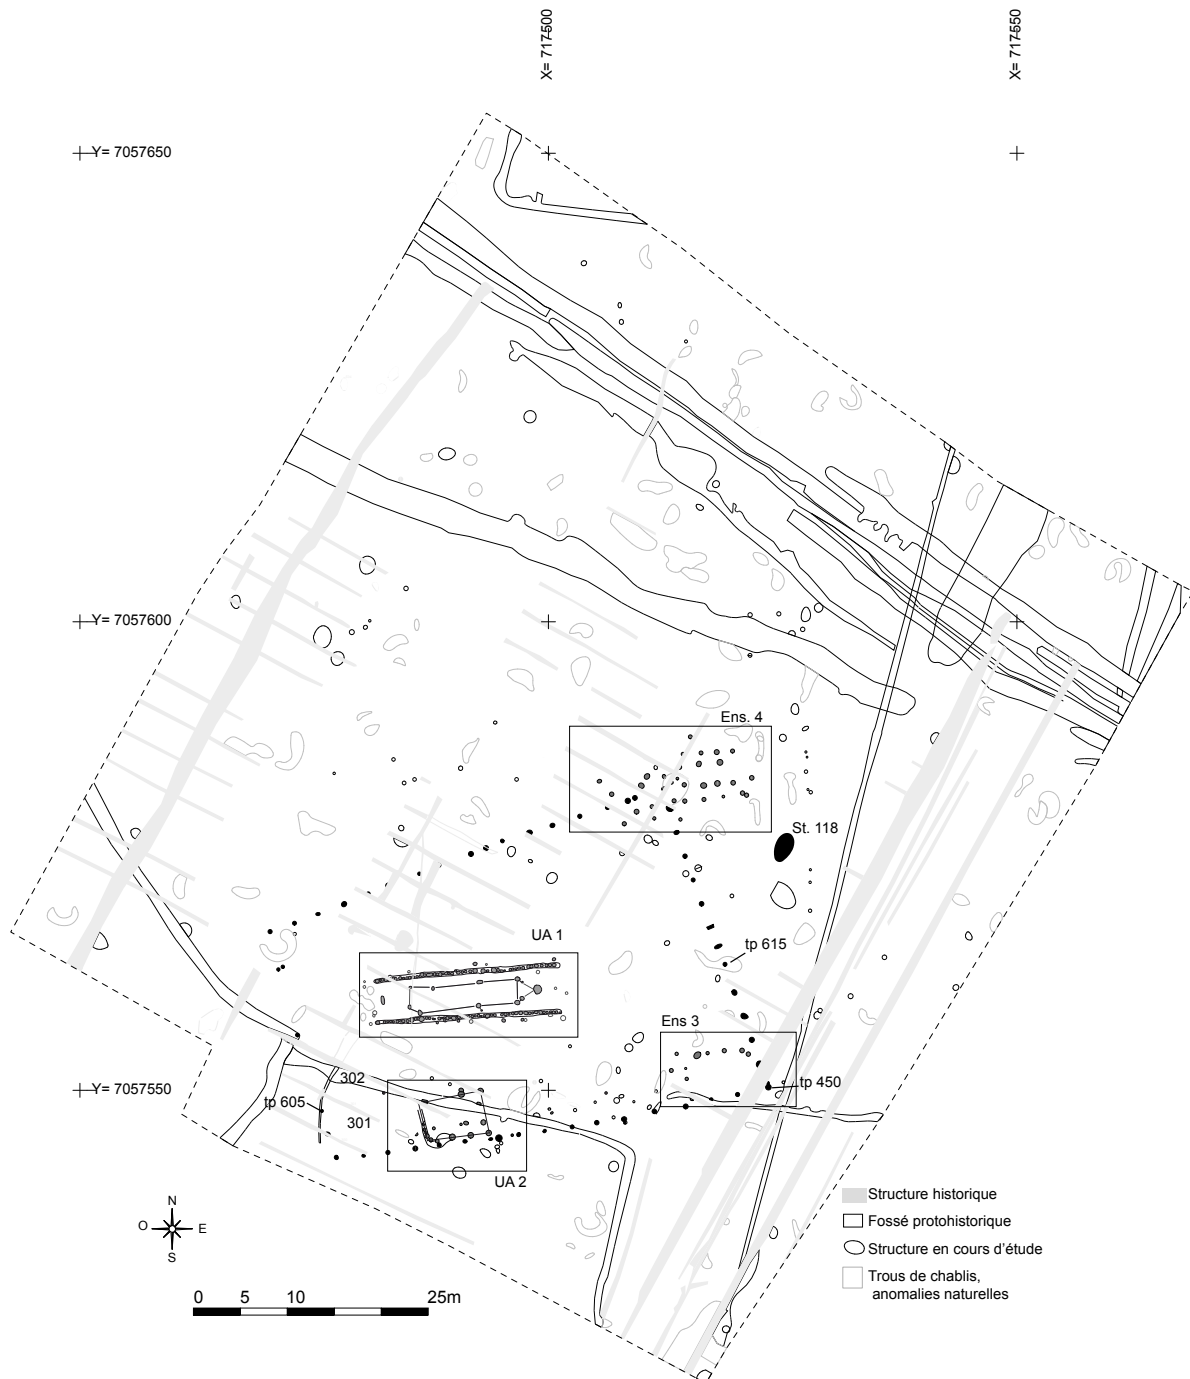 X= 717500
X= 717550
Y= 7057650
Y= 7057600
Ens. 4
St. 118
UA 1
tp 615
Ens 3
Y= 7057550
302
tp 450
tp 605
301
UA 2
Structure historique
Fossé protohistorique
Structure en cours d'étude
Trous de chablis,
anomalies naturelles
N
O
E
S
0 5 10 25m